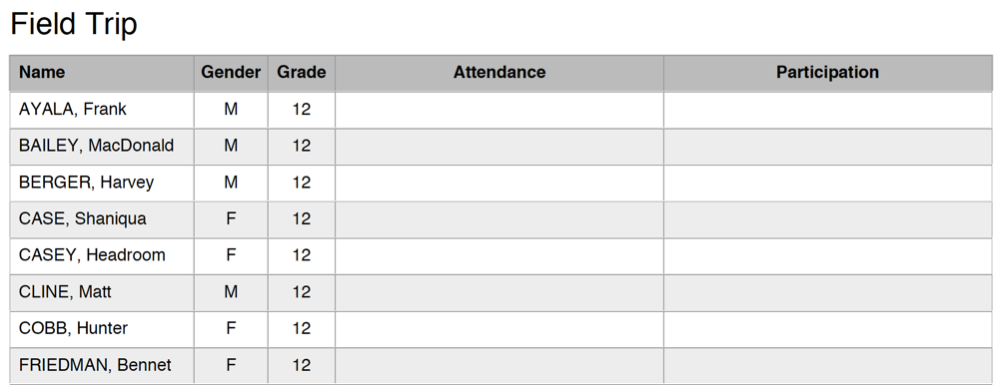 Field Trip
Name Gender Grade Attendance Participation
AYALA, Frank M 12
BAILEY, MacDonald M 12
BERGER, Harvey M 12
CASE, Shaniqua F 12
CASEY, Headroom F 12
CLINE, Matt M 12
COBB, Hunter F 12
FRIEDMAN, Bennet F 12